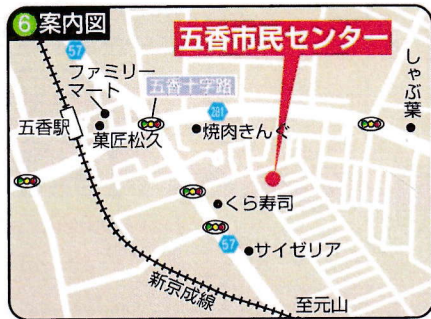 6 案内図
五香市民センター
57
ファミリー
マート
五香十字路
しゃぶ葉
五香駅
菓匠松久
281
焼肉きんぐ
くら寿司
57
サイゼリア
新京成線
至元山